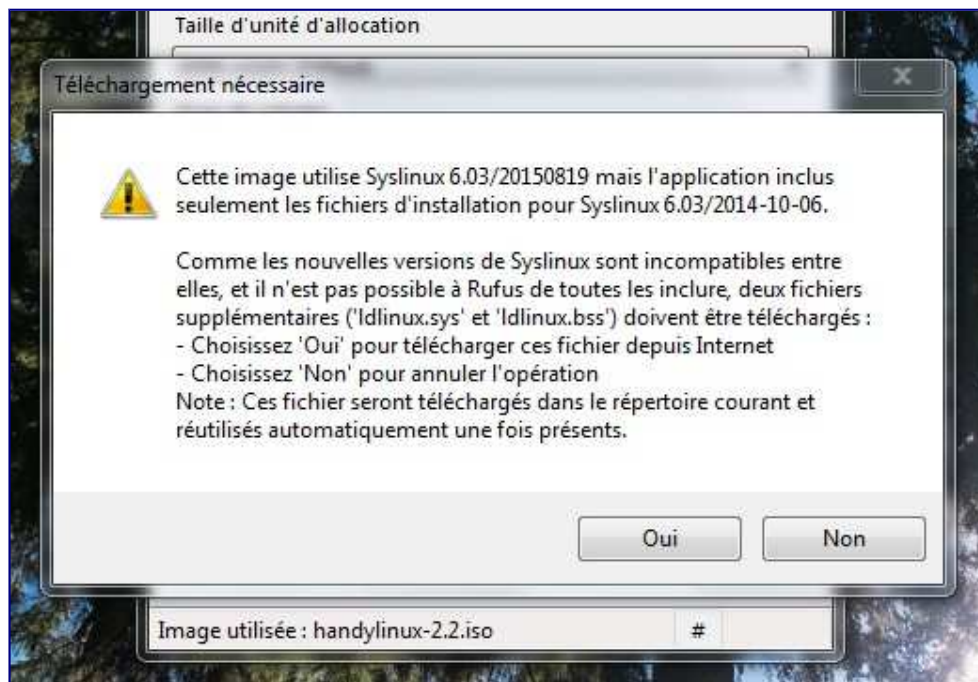 Taille d'unité d'allocation
Téléchargement nécessaire
Cette image utilise Syslinux 6.03/20150819 mais l'application inclus
seulement les fichiers d'installation pour Syslinux 6.03/2014-10-06.
Comme les nouvelles versions de Syslinux sont incompatibles entre
elles, et il n'est pas possible à Rufus de toutes les inclure, deux fichiers
supplémentaires ('ldlinux.sys' et 'ldlinux.bss') doivent être téléchargés :
- Choisissez 'Oui' pour télécharger ces fichier depuis Internet
- Choisissez 'Non' pour annuler l'opération
Note : Ces fichier seront téléchargés dans le répertoire courant et
réutilisés automatiquement une fois présents.
Oui
Non
Image utilisée : handylinux-2.2.iso
#